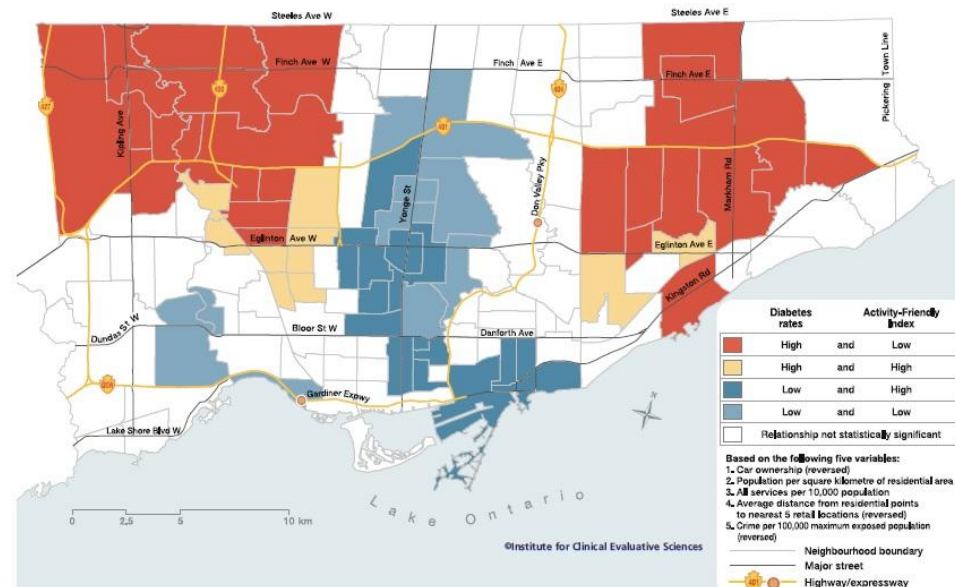 Steeles Ave W
Steeles Ave E
Finch Ave W
Finch Ave E
Finch Ave E
Pickering Town Line
427
400
404
401
Kipling Ave
Yonge St
Don Valley Pky
Markham Rd
Eglinton Ave W
Eglinton Ave E
Kingston Rd
Dundas St W
Bloor St W
Danforth Ave
Gardiner Expwy
Lake Shore Blvd W
Lake Ontario
0 2.5 5 10 km
©Institute for Clinical Evaluative Sciences
Diabetes rates Activity-Friendly Index
High and Low
High and High
Low and High
Low and Low
Relationship not statistically significant
Based on the following five variables:
1. Car ownership (reversed)
2. Population per square kilometre of residential area
3. All services per 10,000 population
4. Average distance from residential points
to nearest 5 retail locations (reversed)
5. Crime per 100,000 maximum exposed population
(reversed)
Neighbourhood boundary
Major street
401 Highway/expressway